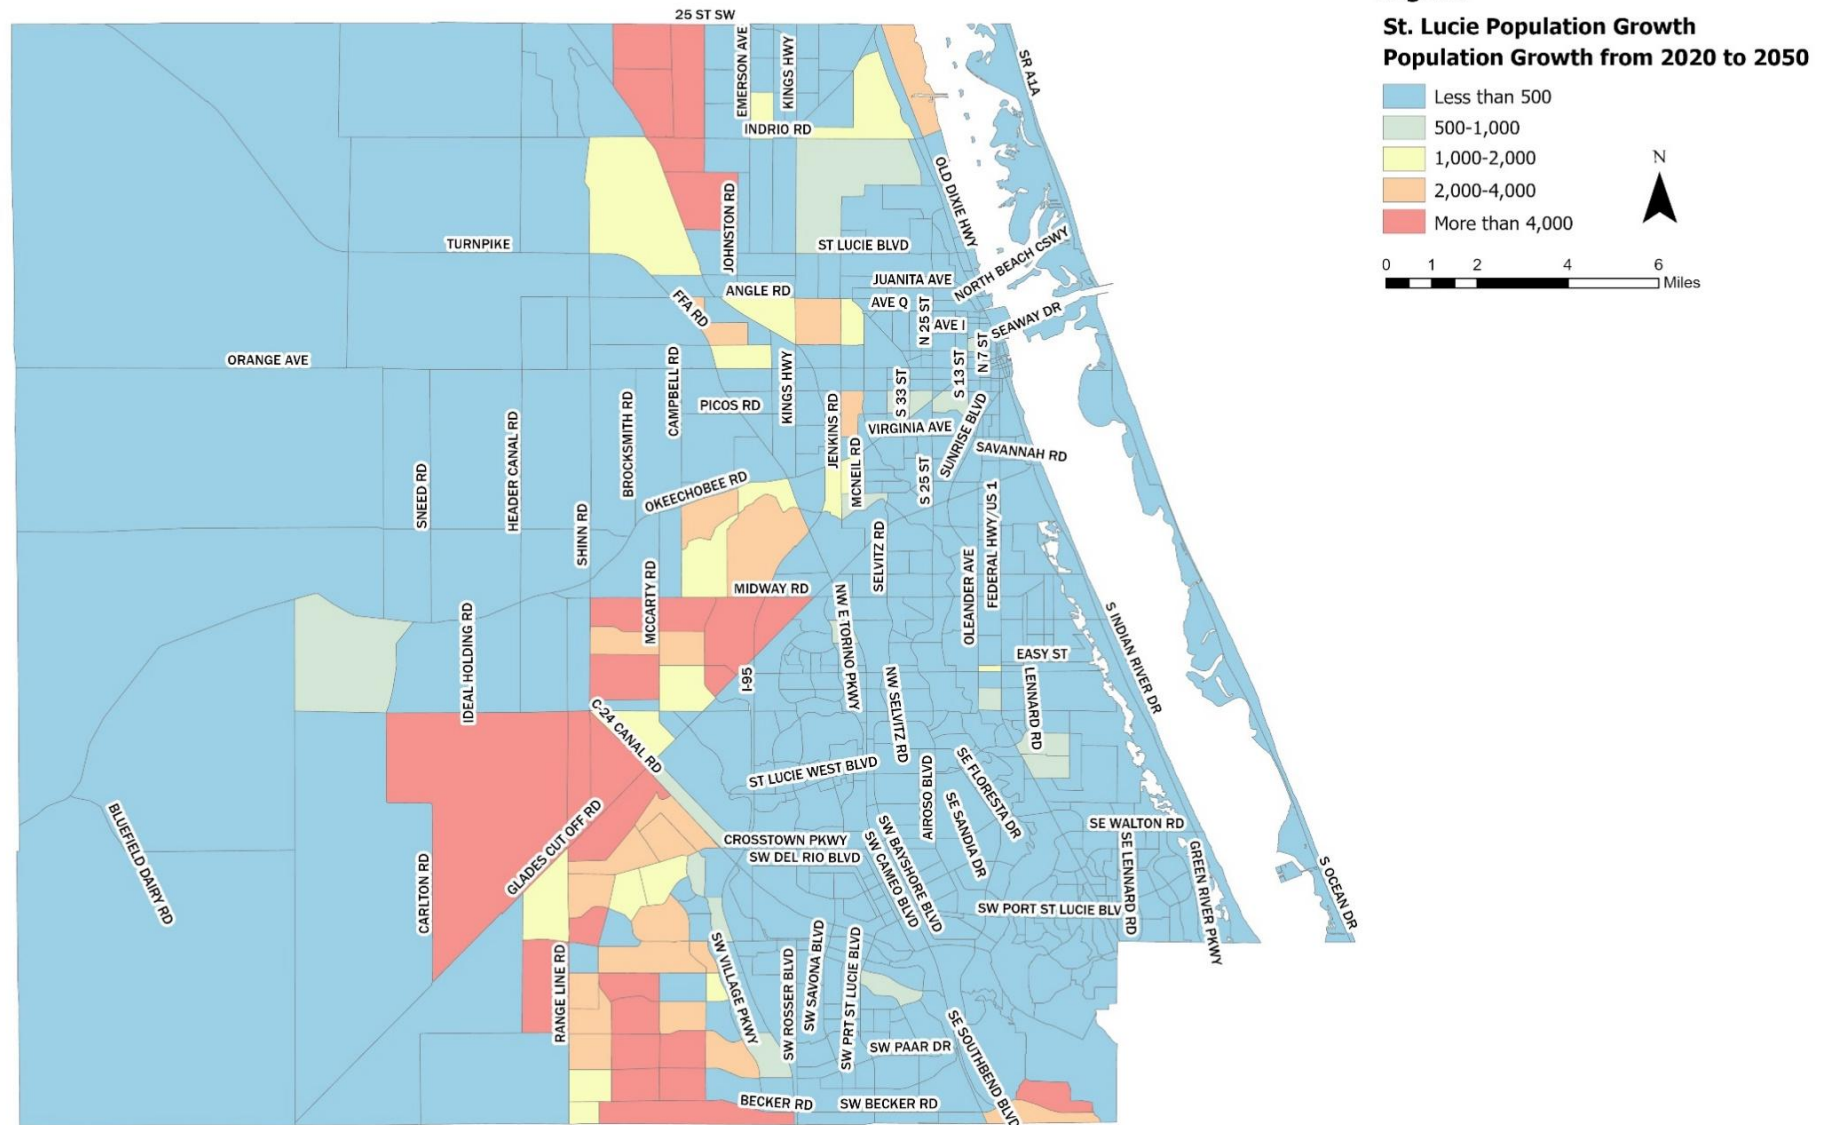 25 ST SW
St. Lucie Population Growth
Population Growth from 2020 to 2050
Less than 500
500-1,000
1,000-2,000
2,000-4,000
More than 4,000
N
0 1 2 4 6
Miles
EMERSON AVE
KINGS HWY
SR A1A
INDRIO RD
OLD DIXIE HWY
JOHNSTON RD
TURNPIKE
ST LUCIE BLVD
NORTH BEACH CSWY
JUANITA AVE
ANGLE RD
FFA RD
AVE Q
N 25 ST
AVE I
SEAWAY DR
N 7 ST
ORANGE AVE
CAMPBELL RD
KINGS HWY
S 13 ST
S 33 ST
PICOS RD
BROCKSMITH RD
HEADER CANAL RD
JENKINS RD
VIRGINIA AVE
SUNRISE BLVD
SAVANNAH RD
MCNEIL RD
SNEED RD
S 25 ST
OKEECHOBEE RD
SHINN RD
SELVITZ RD
FEDERAL HWY/US 1
OLEANDER AVE
MCCARTY RD
MIDWAY RD
NW E TORINO PKWY
S INDIAN RIVER DR
IDEAL HOLDING RD
EASY ST
I-95
LENNARD RD
NW SELVITZ RD
C-24 CANAL RD
ST LUCIE WEST BLVD
SE FLORESTA DR
AIROSO BLVD
SE SANDIA DR
BLUEFIELD DAIRY RD
GLADES CUT OFF RD
CROSSTOWN PKWY
SW DEL RIO BLVD
SW CAMEO BLVD
SW BAYSHORE BLVD
SE WALTON RD
SE LENNARD RD
GREEN RIVER PKWY
S OCEAN DR
CARLTON RD
SW PORT ST LUCIE BLV
RANGE LINE RD
SW VILLAGE PKWY
SW ROSSER BLVD
SW SAVONA BLVD
SW PRT ST LUCIE BLVD
SW PAAR DR
SE SOUTHBEND BLVD
BECKER RD
SW BECKER RD